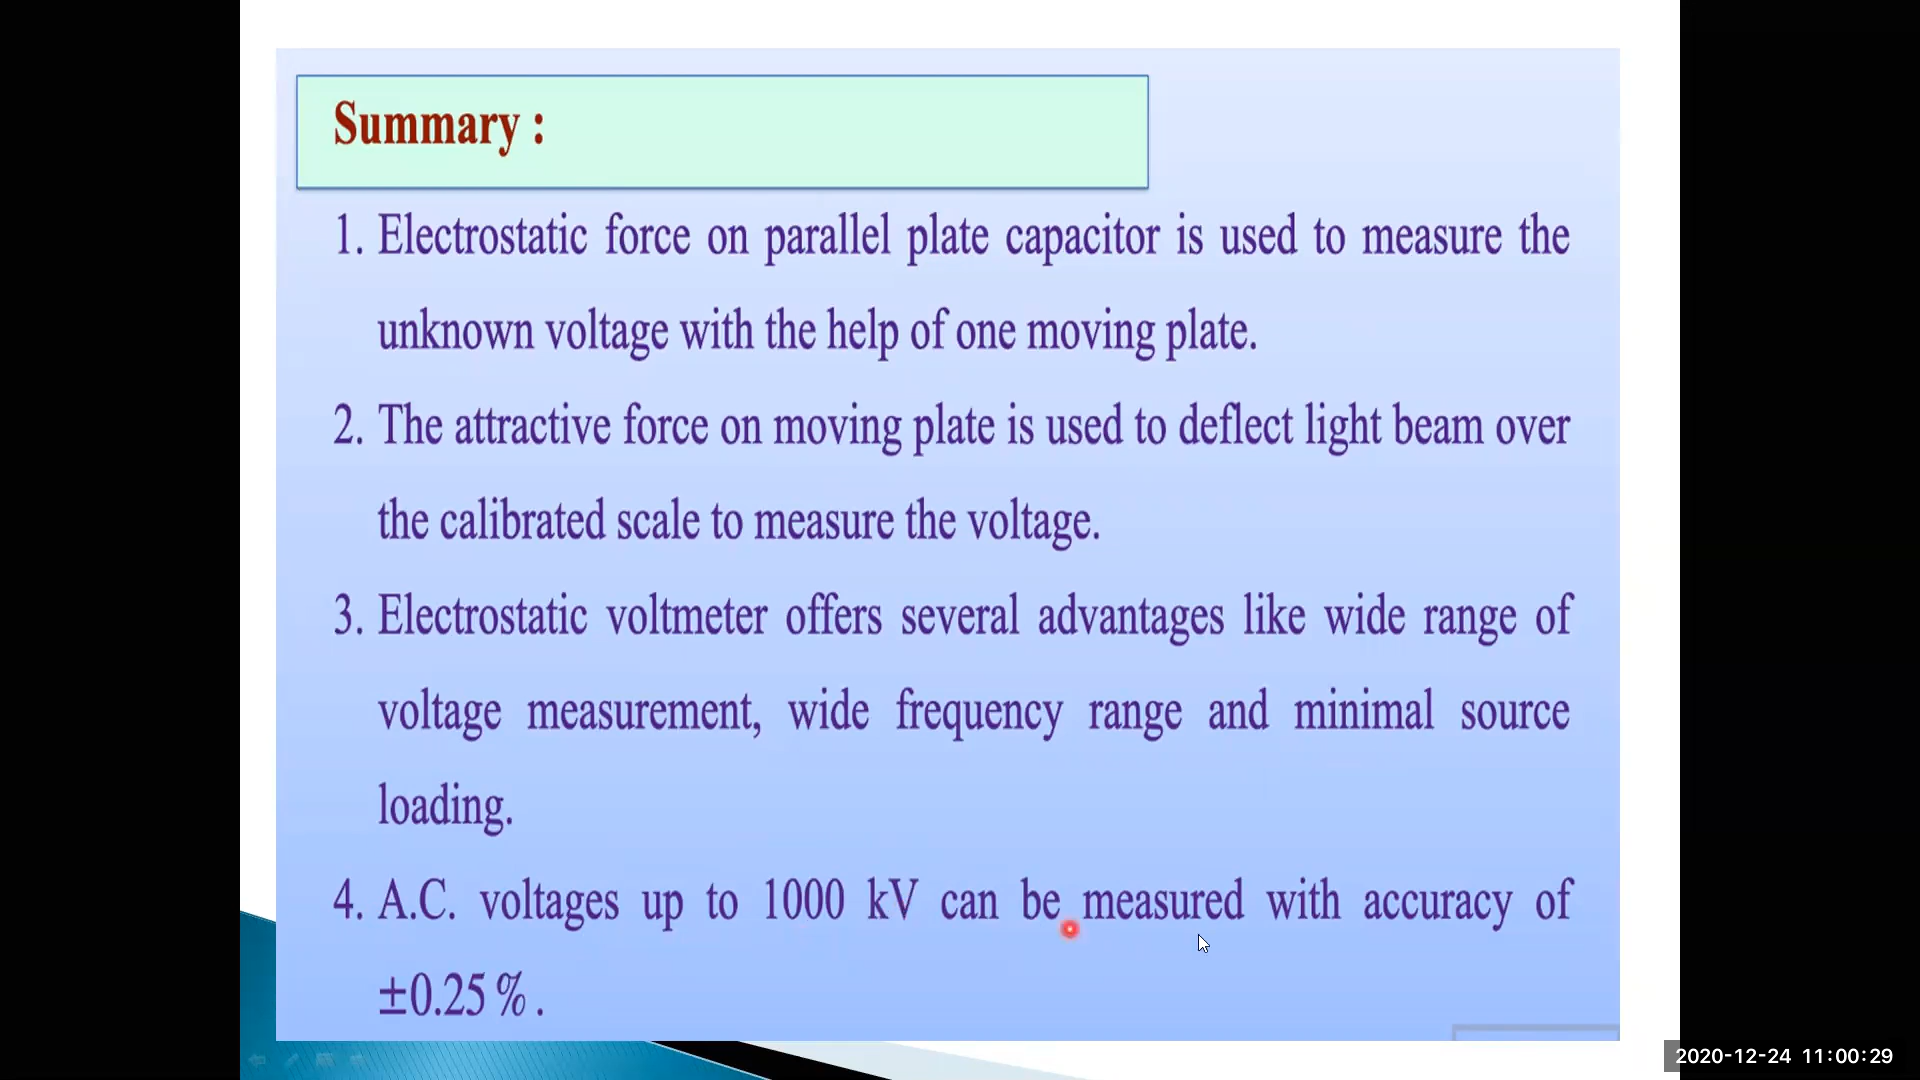 Summary :
1. Electrostatic force on parallel plate capacitor is used to measure the
unknown voltage with the help of one moving plate.
2. The attractive force on moving plate is used to deflect light beam over
the calibrated scale to measure the voltage.
3. Electrostatic voltmeter offers several advantages like wide range of
voltage measurement, wide frequency range and minimal source
loading.
4. A.C. voltages up to 1000 kV can be measured with accuracy of
±0.25 % .
2020-12-24 11:00:29